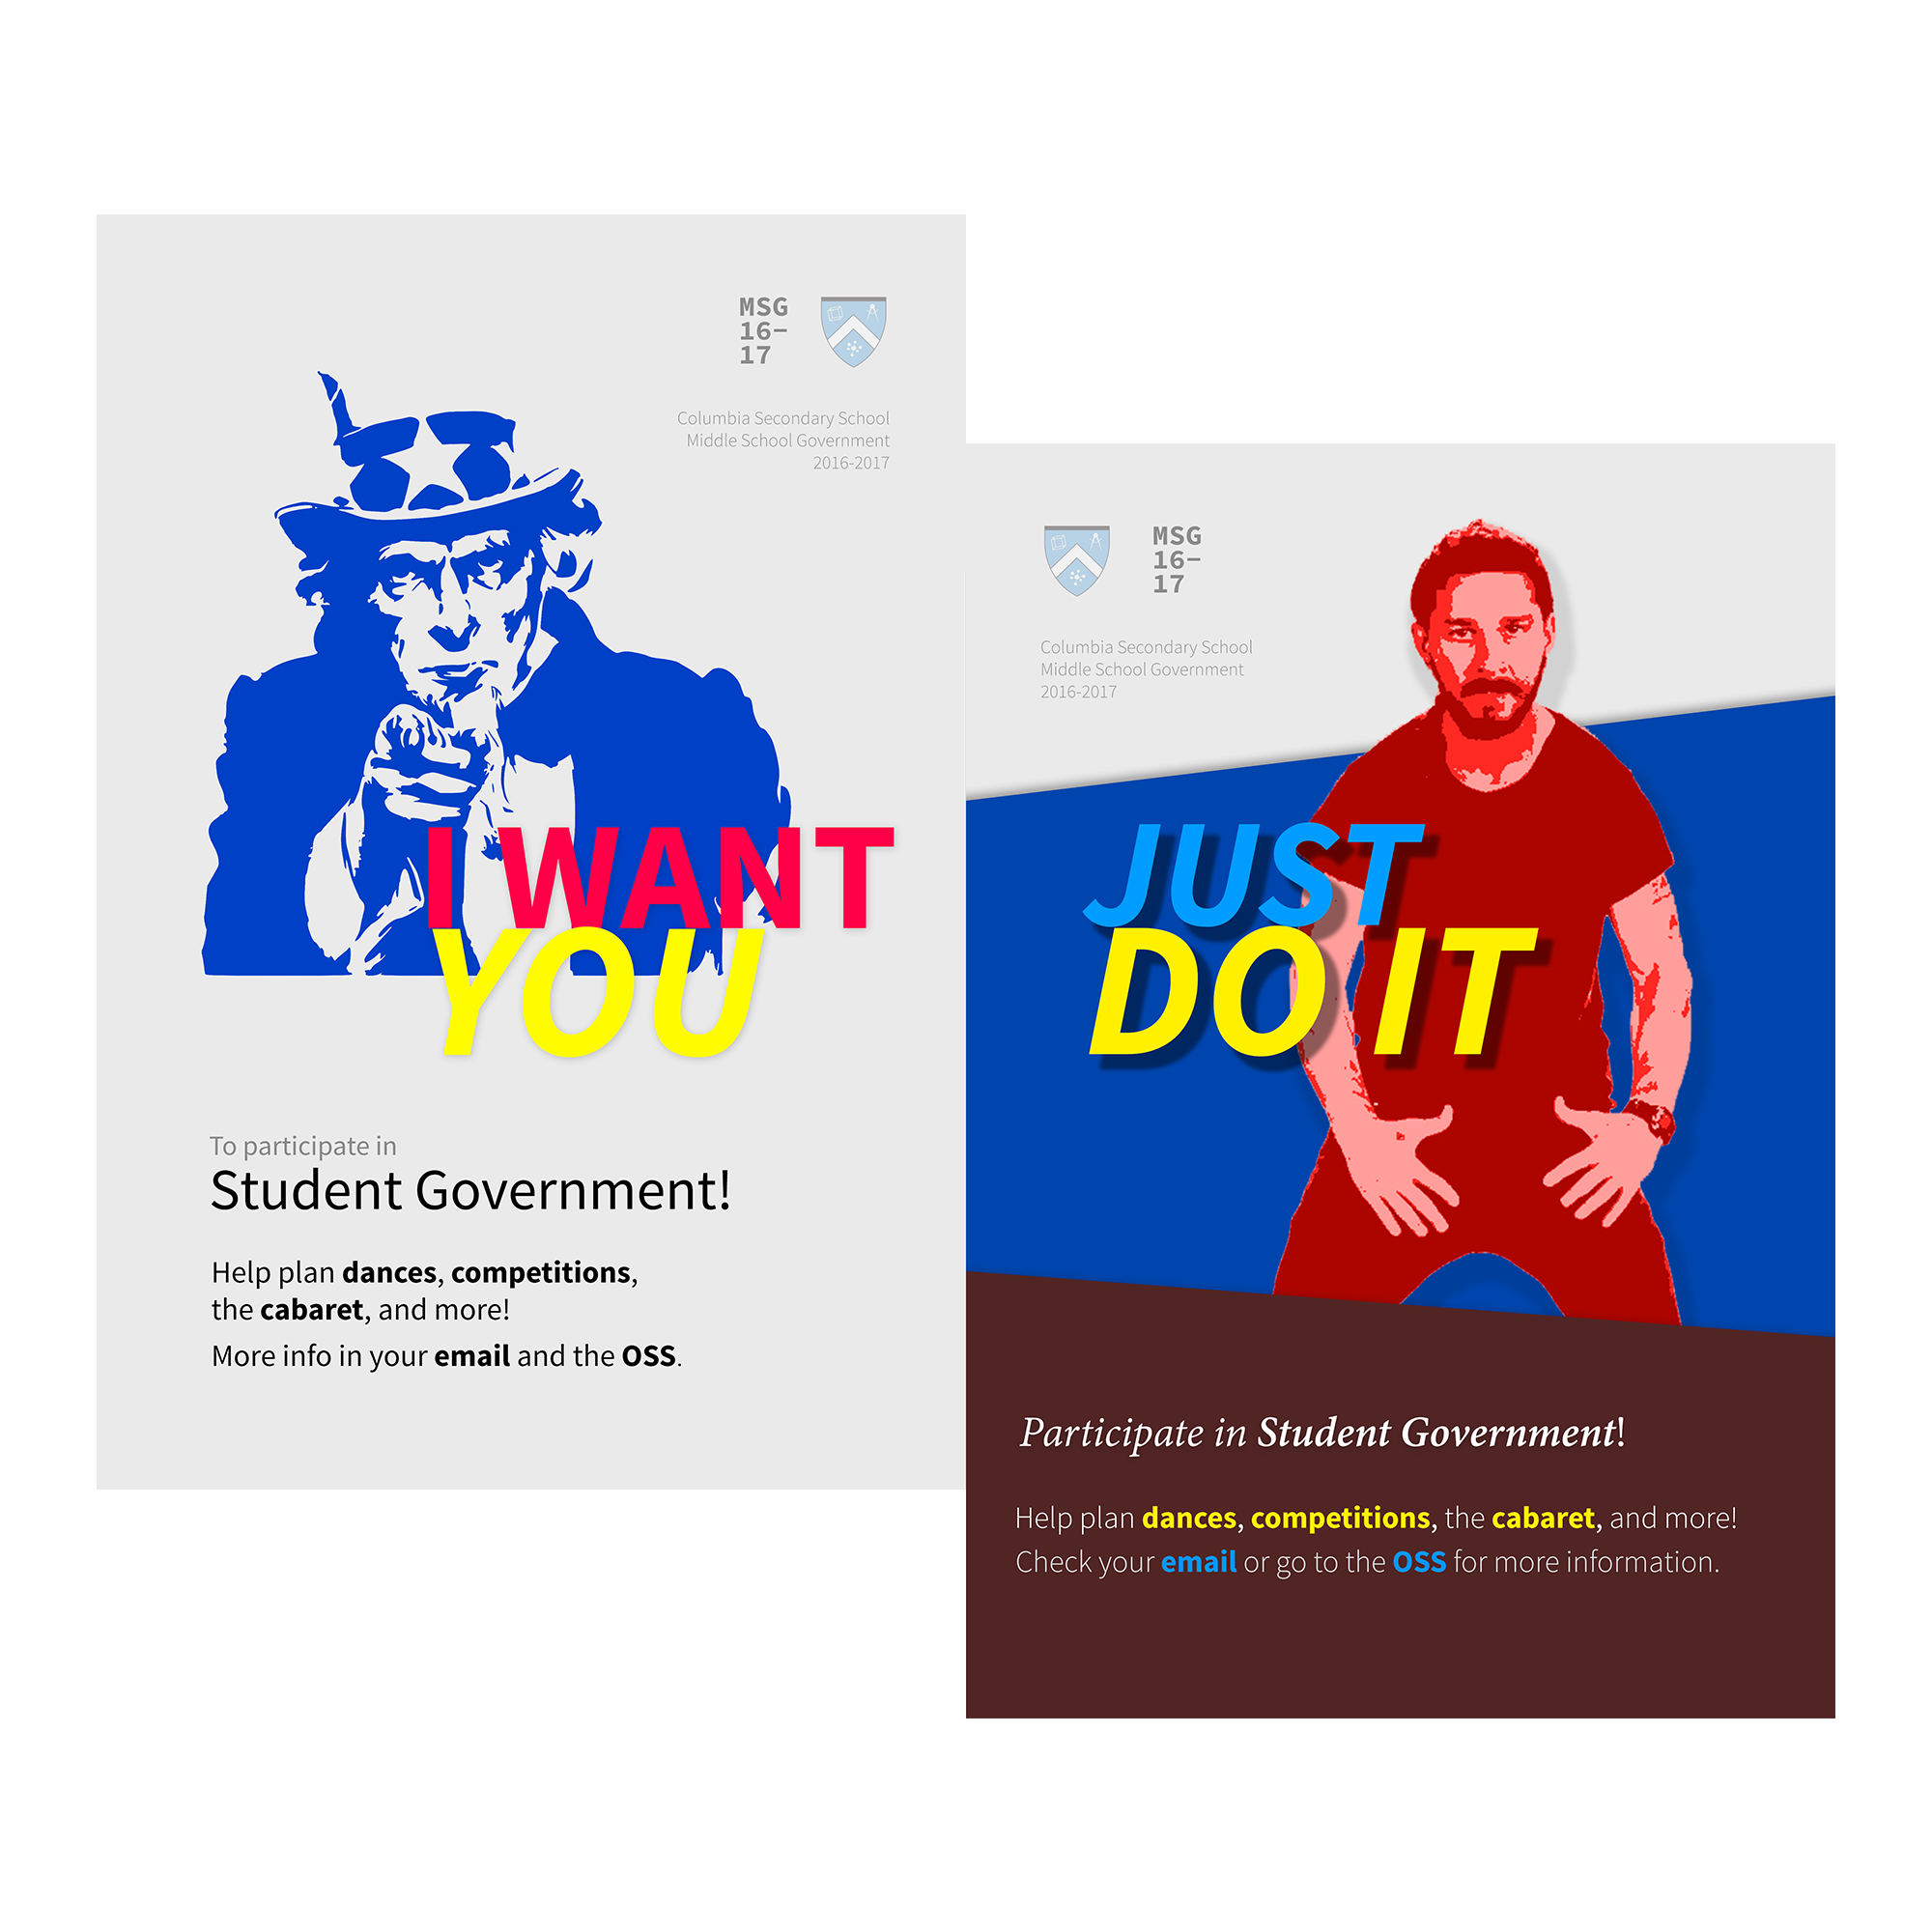 MSG
16–
17
Columbia Secondary School
Middle School Government
2016-2017
I WANT
YOU
To participate in
Student Government!
Help plan dances, competitions,
the cabaret, and more!
More info in your email and the OSS.
MSG
16–
17
Columbia Secondary School
Middle School Government
2016-2017
JUST
DO IT
Participate in Student Government!
Help plan dances, competitions, the cabaret, and more!
Check your email or go to the OSS for more information.